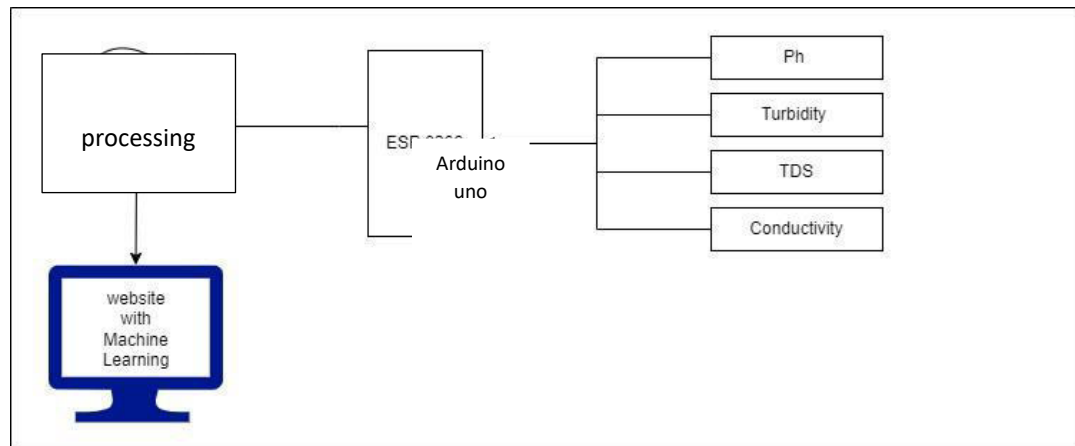 processing
Arduino
uno
Ph
Turbidity
TDS
Conductivity
website
with
Machine
Learning